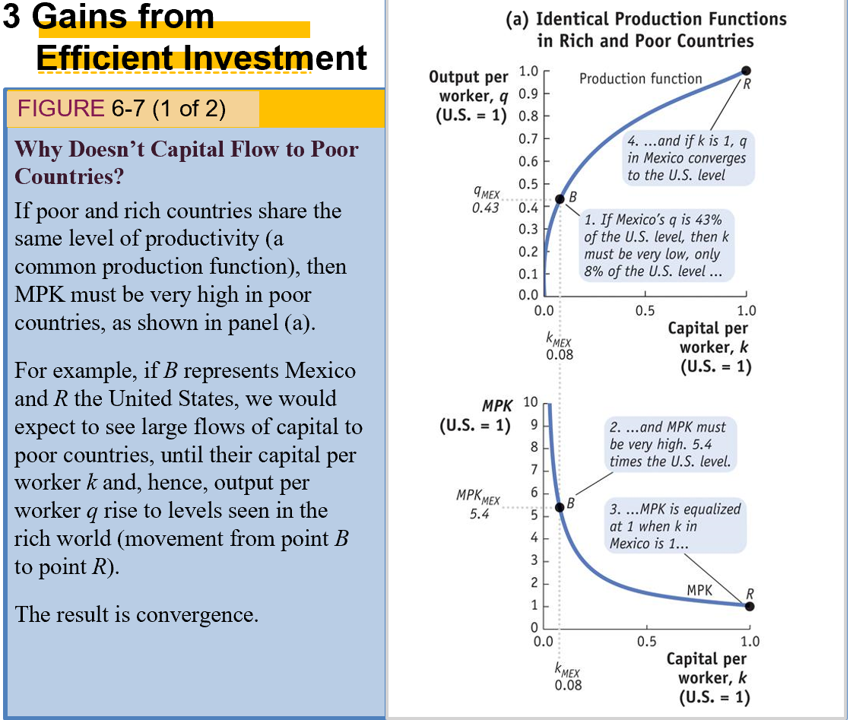 3 Gains from
Efficient Investment
FIGURE 6-7 (1 of 2)
Why Doesn’t Capital Flow to Poor
Countries?
If poor and rich countries share the
same level of productivity (a
common production function), then
MPK must be very high in poor
countries, as shown in panel (a).
For example, if B represents Mexico
and R the United States, we would
expect to see large flows of capital to
poor countries, until their capital per
worker k and, hence, output per
worker q rise to levels seen in the
rich world (movement from point B
to point R).
The result is convergence.
(a) Identical Production Functions
in Rich and Poor Countries
Output per
worker, q
(U.S. = 1)
1.0
0.9
0.8
0.7
0.6
0.5
0.4
0.3
0.2
0.1
0.0
Production function
R
4. ...and if k is 1, q
in Mexico converges
to the U.S. level
qMEX
0.43
B
1. If Mexico’s q is 43%
of the U.S. level, then k
must be very low, only
8% of the U.S. level ...
0.0 0.5 1.0
kMEX
0.08
Capital per
worker, k
(U.S. = 1)
MPK
(U.S. = 1)
10
9
8
7
6
5
4
3
2
1
0
2. ...and MPK must
be very high. 5.4
times the U.S. level.
MPKMEX
5.4
B
3. ...MPK is equalized
at 1 when k in
Mexico is 1...
MPK
R
0.0 0.5 1.0
kMEX
0.08
Capital per
worker, k
(U.S. = 1)